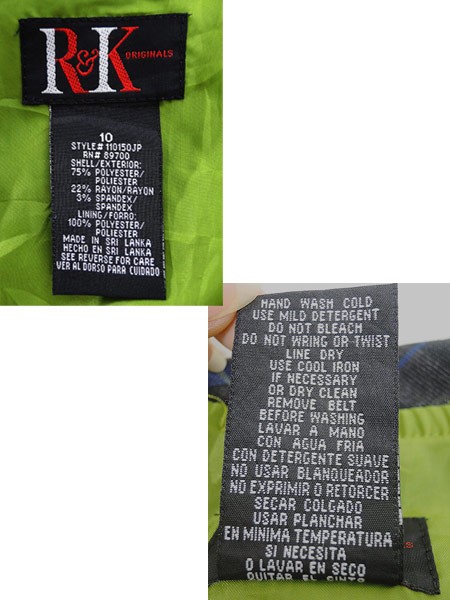 R&K ORIGINALS
10
STYLE# 110150JP
RN# 89700
SHELL/EXTERIOR:
75% POLYESTER/
POLIESTER
22% RAYON/RAYON
3% SPANDEX/
SPANDEX
LINING/FORRO:
100% POLYESTER/
POLIESTER
MADE IN SRI LANKA
HECHO EN SRI LANKA
SEE REVERSE FOR CARE
VER AL DORSO PARA CUIDADO
HAND WASH COLD
USE MILD DETERGENT
DO NOT BLEACH
DO NOT WRING OR TWIST
LINE DRY
USE COOL IRON
IF NECESSARY
OR DRY CLEAN
REMOVE BELT
BEFORE WASHING
LAVAR A MANO
CON AGUA FRIA
CON DETERGENTE SUAVE
NO USAR BLANQUEADOR
NO EXPRIMIR O RETORCER
SECAR COLGADO
USAR PLANCHAR
EN MINIMA TEMPERATURA
SI NECESITA
O LAVAR EN SECO
QUITAR EL CINTO
S